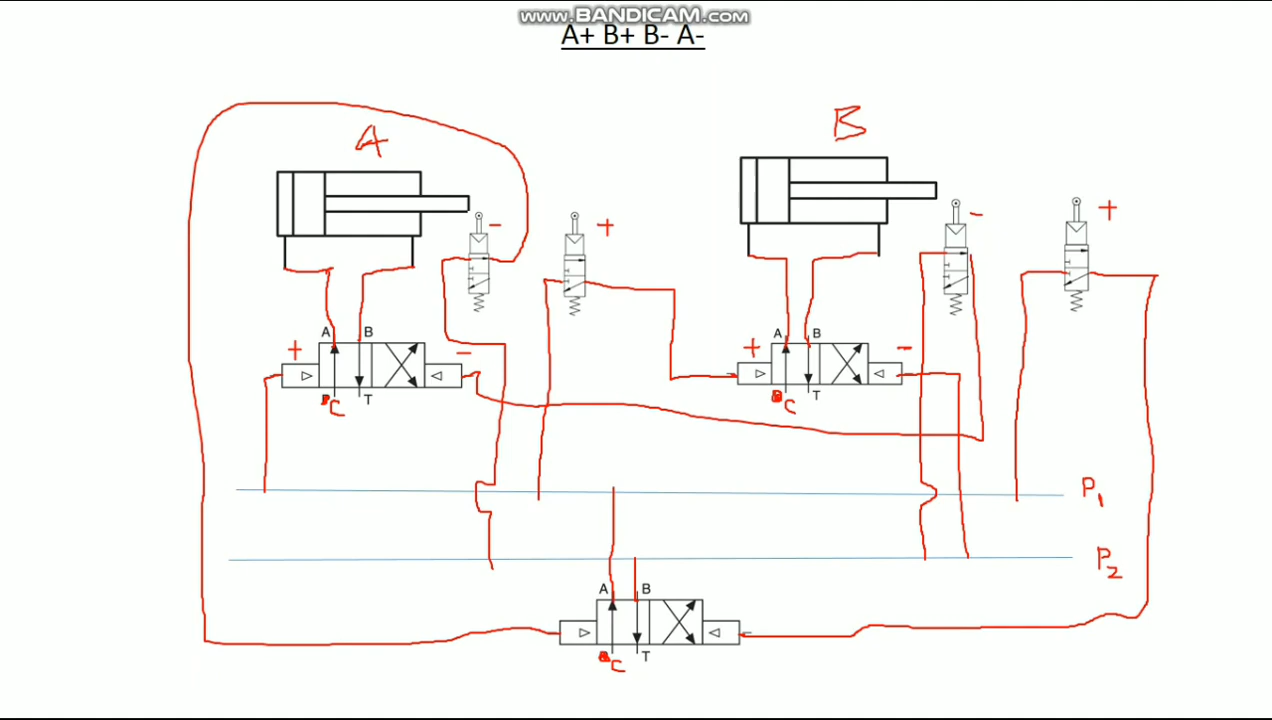 www.BANDICAM.com
A+ B+ B- A-
A
B
-
+
-
+
A B
A B
+
-
+
-
C T
C T
P1
P2
A B
C T